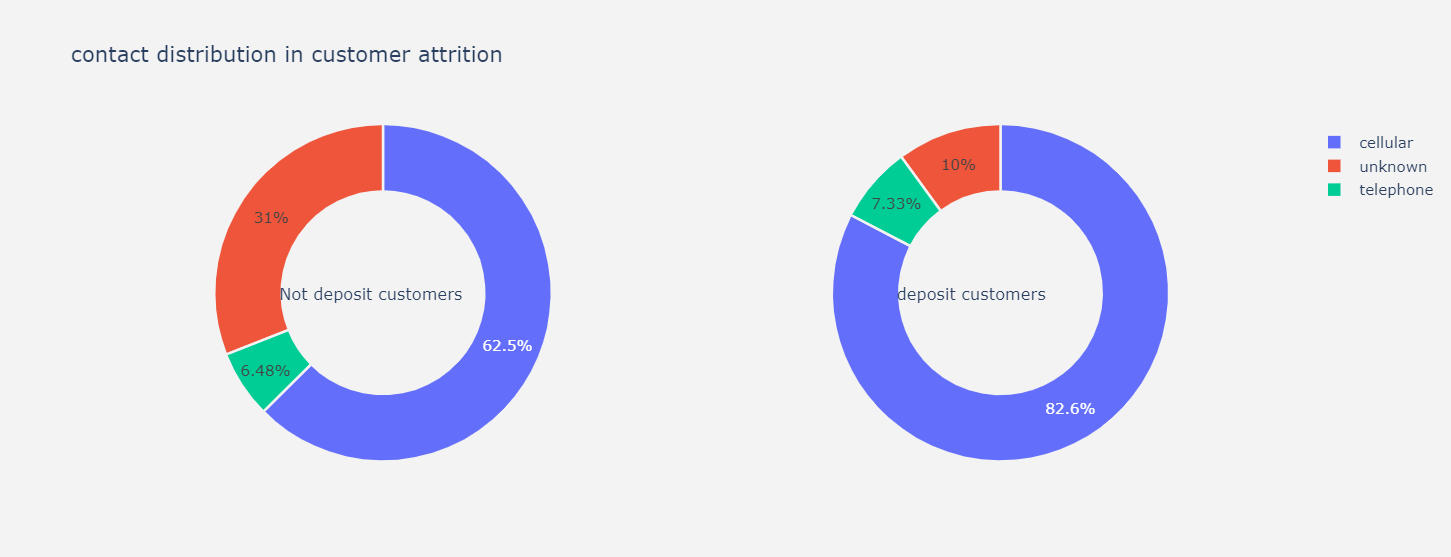 contact distribution in customer attrition
31%
Not deposit customers
62.5%
6.48%
10%
7.33%
deposit customers
82.6%
cellular
unknown
telephone